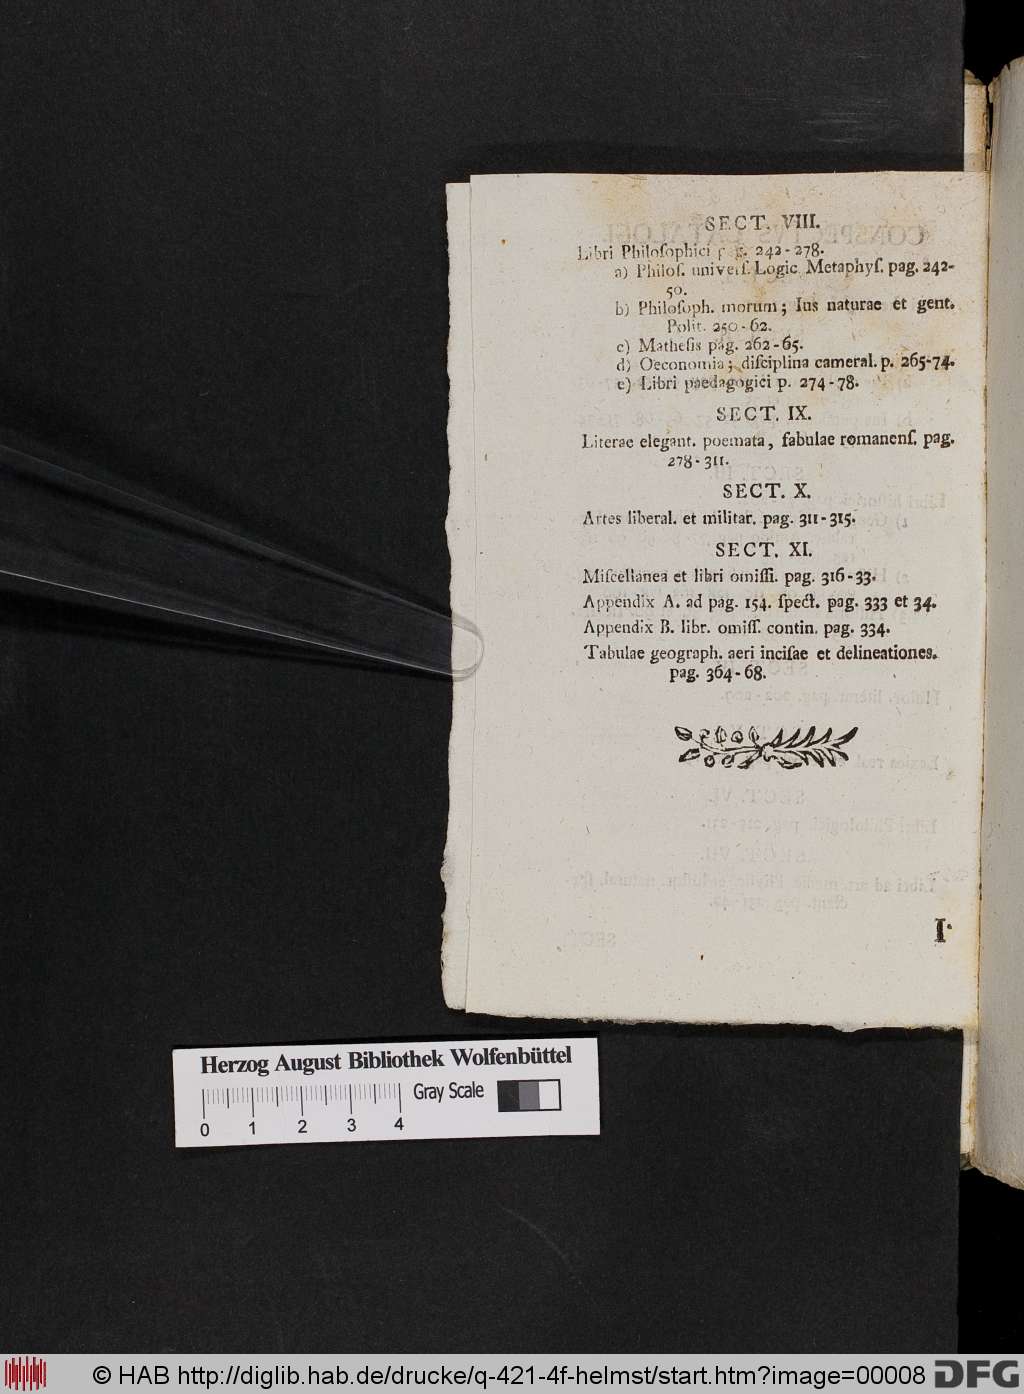 SECT. VIII.
Libri Philoſophici pag. 242-278.
a) Philoſ. univerſ. Logic Metaphyſ. pag. 242-
50.
b) Philoſoph. morum; Ius naturae et gent.
Polit. 250-62.
c) Matheſis pag. 262-65.
d) Oeconomia; diſciplina cameral. p. 265-74.
e) Libri paedagogici p. 274-78.
SECT. IX.
Literae elegant. poemata, fabulae romanenſ. pag.
278-311.
SECT. X.
Artes liberal. et militar. pag. 311-315.
SECT. XI.
Miſcellanea et libri omiſſi. pag. 316-33.
Appendix A. ad pag. 154. ſpect. pag. 333 et 34.
Appendix B. libr. omiſſ. contin. pag. 334.
Tabulae geograph. aeri inciſae et delineationes.
pag. 364-68.
I.
Herzog August Bibliothek Wolfenbüttel
Gray Scale
0 1 2 3 4
© HAB http://diglib.hab.de/drucke/q-421-4f-helmst/start.htm?image=00008 DFG